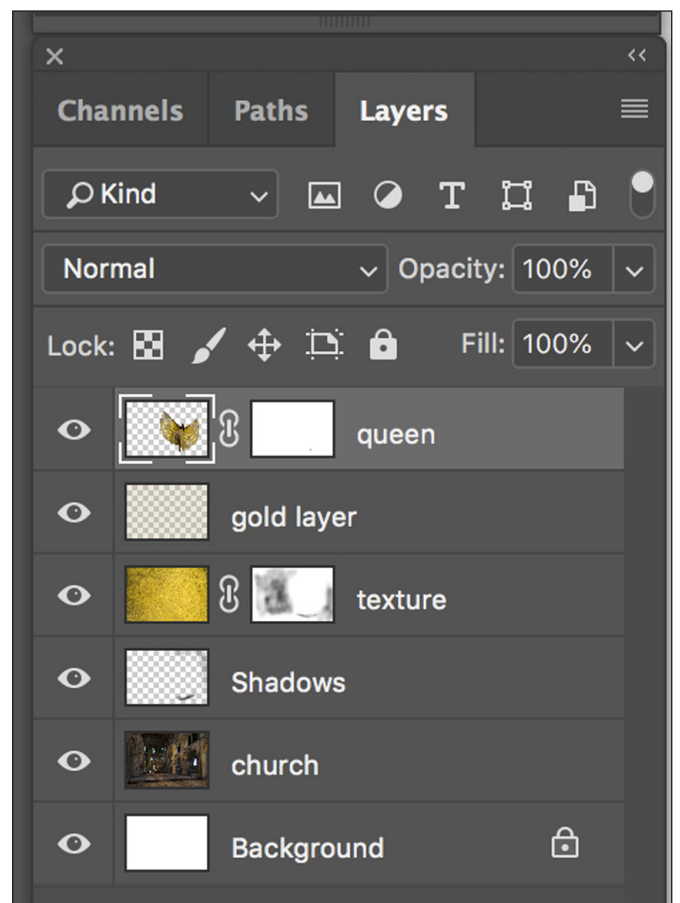 Channels Paths Layers
Kind
Normal Opacity: 100%
Lock: Fill: 100%
queen
gold layer
texture
Shadows
church
Background